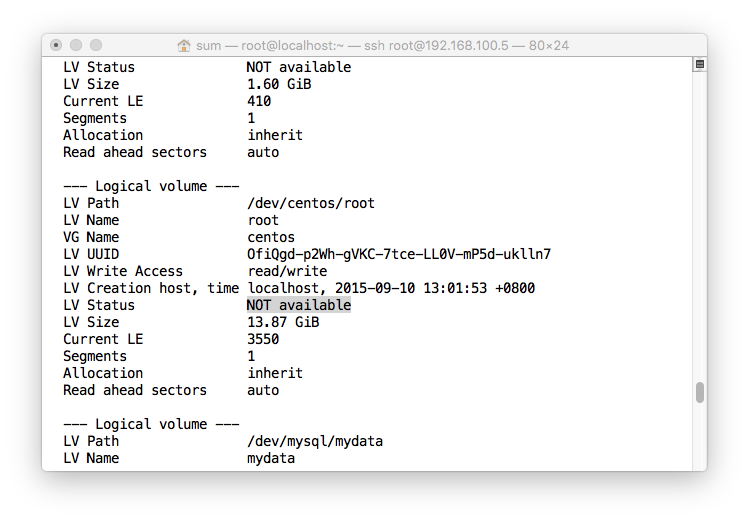 sum — root@localhost:~ — ssh root@192.168.100.5 — 80×24
LV Status NOT available
LV Size 1.60 GiB
Current LE 410
Segments 1
Allocation inherit
Read ahead sectors auto
--- Logical volume ---
LV Path /dev/centos/root
LV Name root
VG Name centos
LV UUID OfiQgd-p2Wh-gVKC-7tce-LL0V-mP5d-uklln7
LV Write Access read/write
LV Creation host, time localhost, 2015-09-10 13:01:53 +0800
LV Status NOT available
LV Size 13.87 GiB
Current LE 3550
Segments 1
Allocation inherit
Read ahead sectors auto
--- Logical volume ---
LV Path /dev/mysql/mydata
LV Name mydata